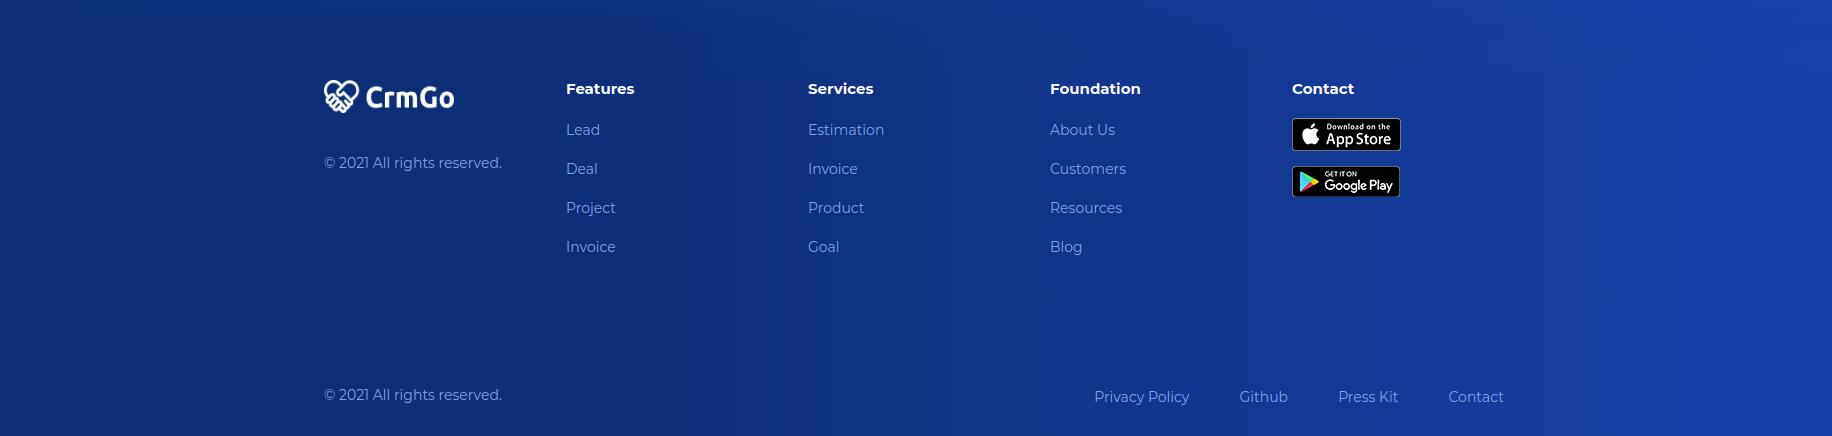 CrmGo
© 2021 All rights reserved.
Features
Lead
Deal
Project
Invoice
Services
Estimation
Invoice
Product
Goal
Foundation
About Us
Customers
Resources
Blog
Contact
Download on the
App Store
GET IT ON
Google Play
© 2021 All rights reserved.
Privacy Policy Github Press Kit Contact